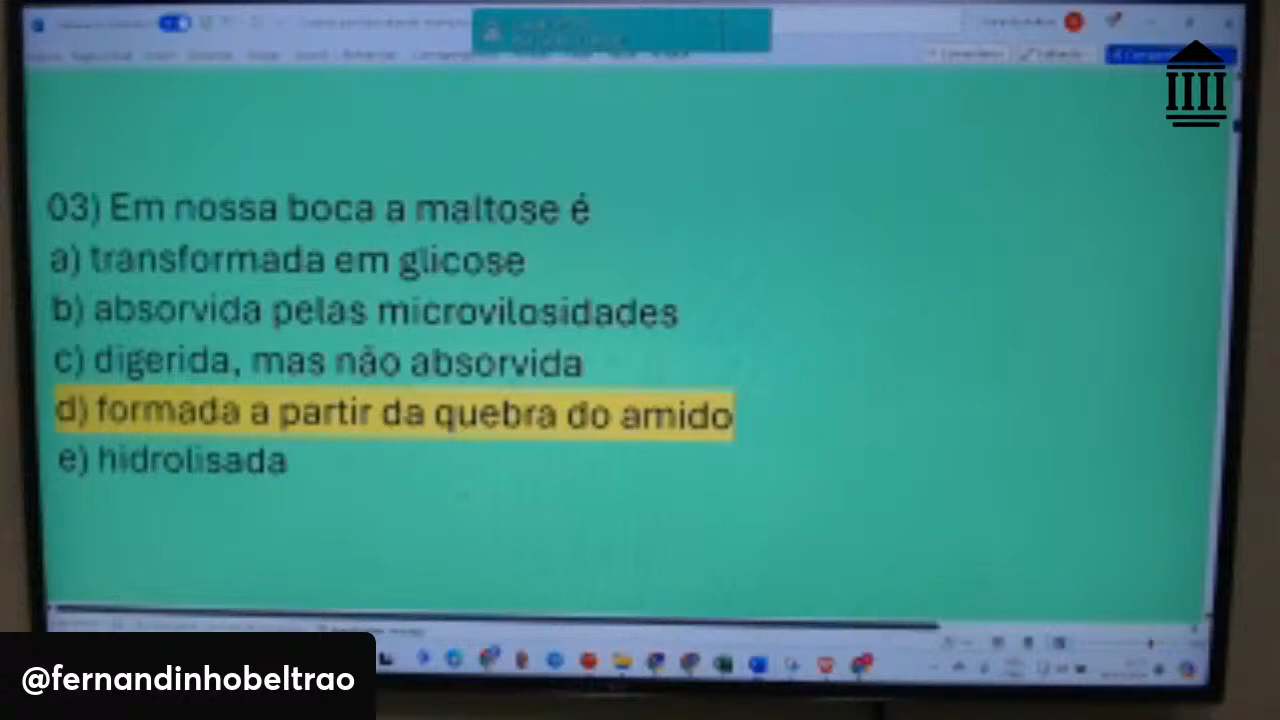 03) Em nossa boca a maltose é
a) transformada em glicose
b) absorvida pelas microvilosidades
c) digerida, mas não absorvida
d) formada a partir da quebra do amido
e) hidrolisada
@fernandinhobeltrao